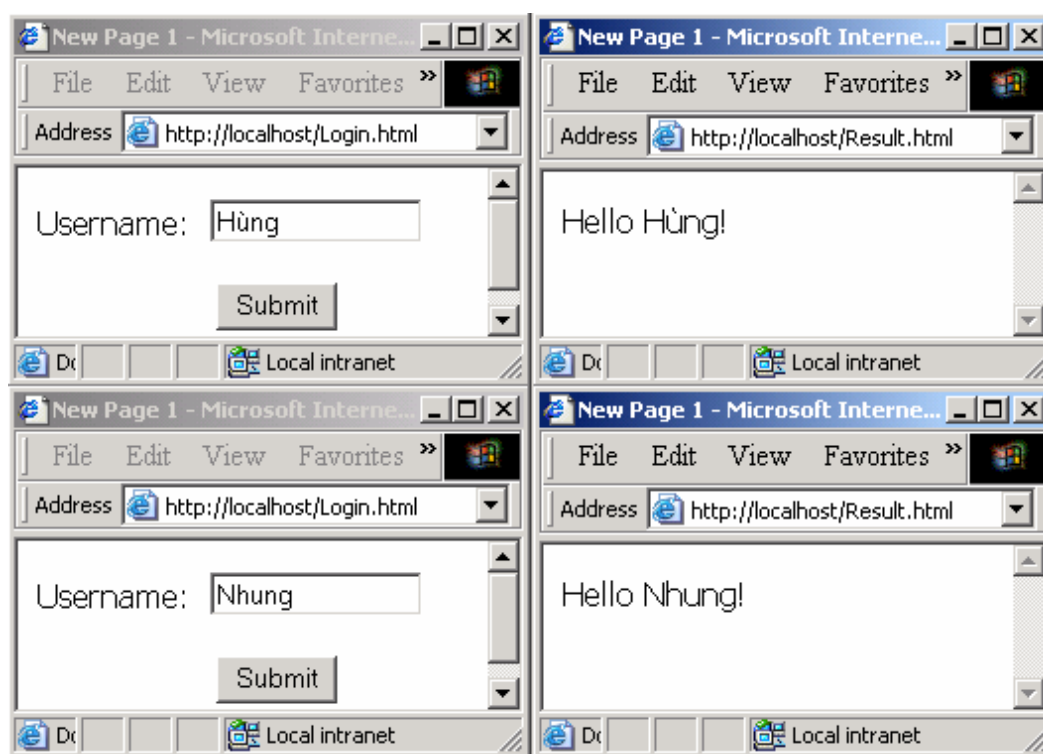 New Page 1 - Microsoft Interne...
File Edit View Favorites »
Address http://localhost/Login.html
Username: Hùng
Submit
Local intranet
New Page 1 - Microsoft Interne...
File Edit View Favorites »
Address http://localhost/Result.html
Hello Hùng!
Local intranet
New Page 1 - Microsoft Interne...
File Edit View Favorites »
Address http://localhost/Login.html
Username: Nhung
Submit
Local intranet
New Page 1 - Microsoft Interne...
File Edit View Favorites »
Address http://localhost/Result.html
Hello Nhung!
Local intranet